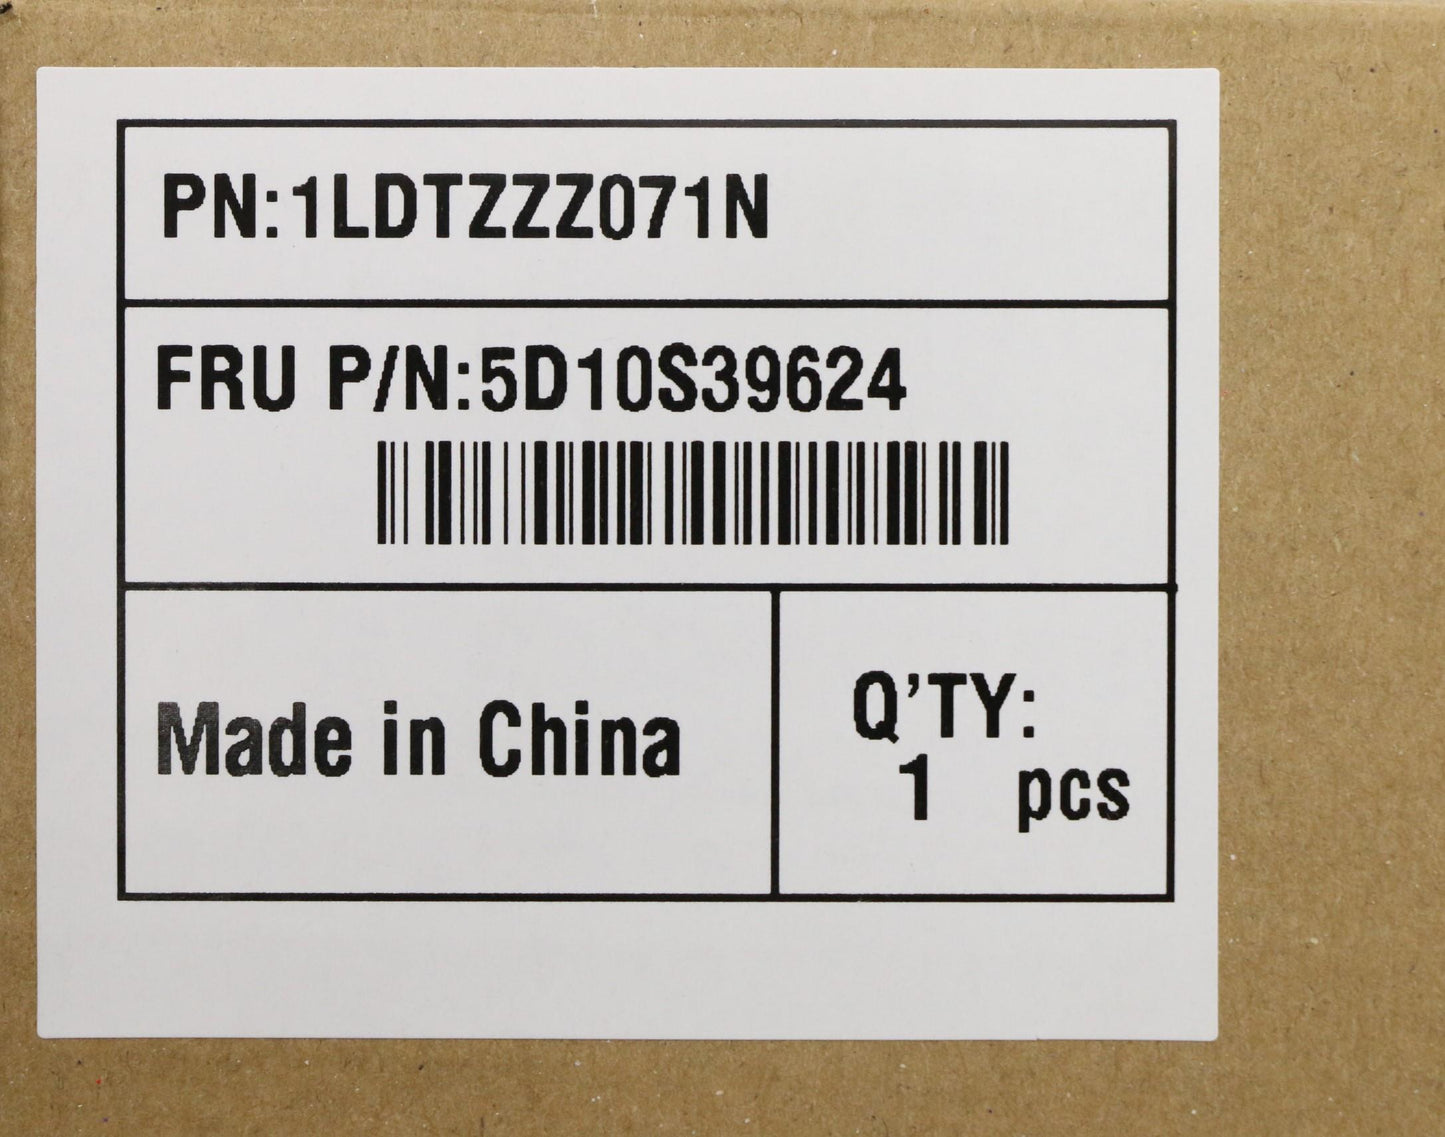 PN:1LDTZZZ071N
FRU P/N:5D10S39624
Made in China
Q'TY:
1 pcs